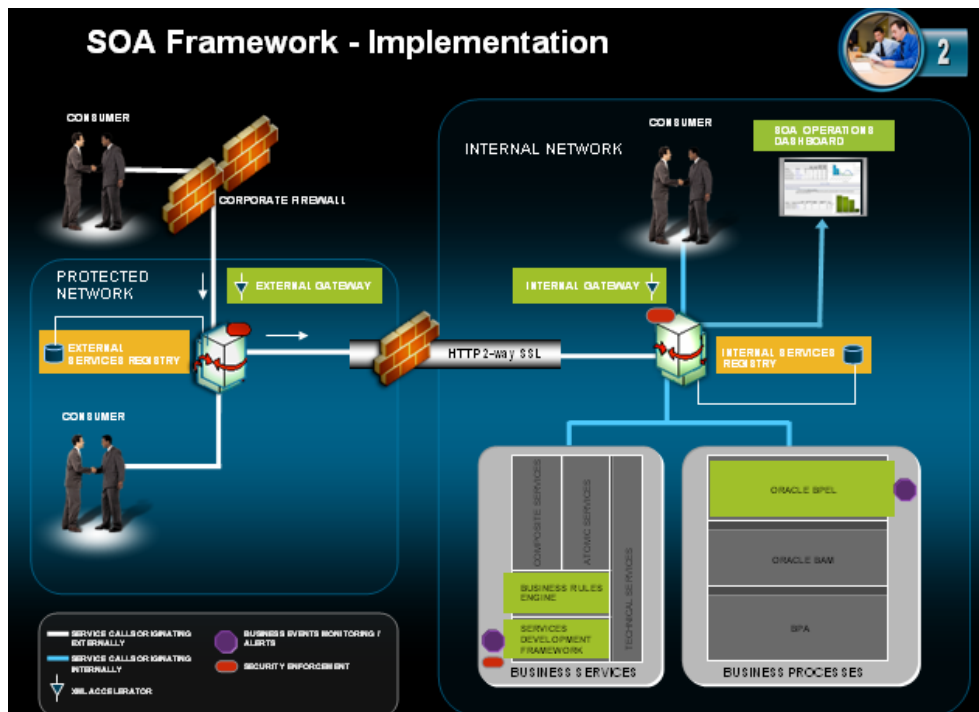 SOA Framework - Implementation
2
CONSUMER
CORPORATE FIREWALL
INTERNAL NETWORK
CONSUMER
SOA OPERATIONS
DASHBOARD
PROTECTED
NETWORK
EXTERNAL GATEWAY
INTERNAL GATEWAY
EXTERNAL
SERVICES REGISTRY
HTTP 2-way SSL
INTERNAL SERVICES
REGISTRY
CONSUMER
COMPOSITE SERVICES
ATOMIC SERVICES
TECHNICAL SERVICES
BUSINESS RULES
ENGINE
SERVICES
DEVELOPMENT
FRAMEWORK
BUSINESS SERVICES
ORACLE BPEL
ORACLE BAM
BPA
BUSINESS PROCESSES
SERVICE CALLS ORIGINATING
EXTERNALLY
SERVICE CALLS ORIGINATING
INTERNALLY
XML ACCELERATOR
BUSINESS EVENTS MONITORING /
ALERTS
SECURITY ENFORCEMENT